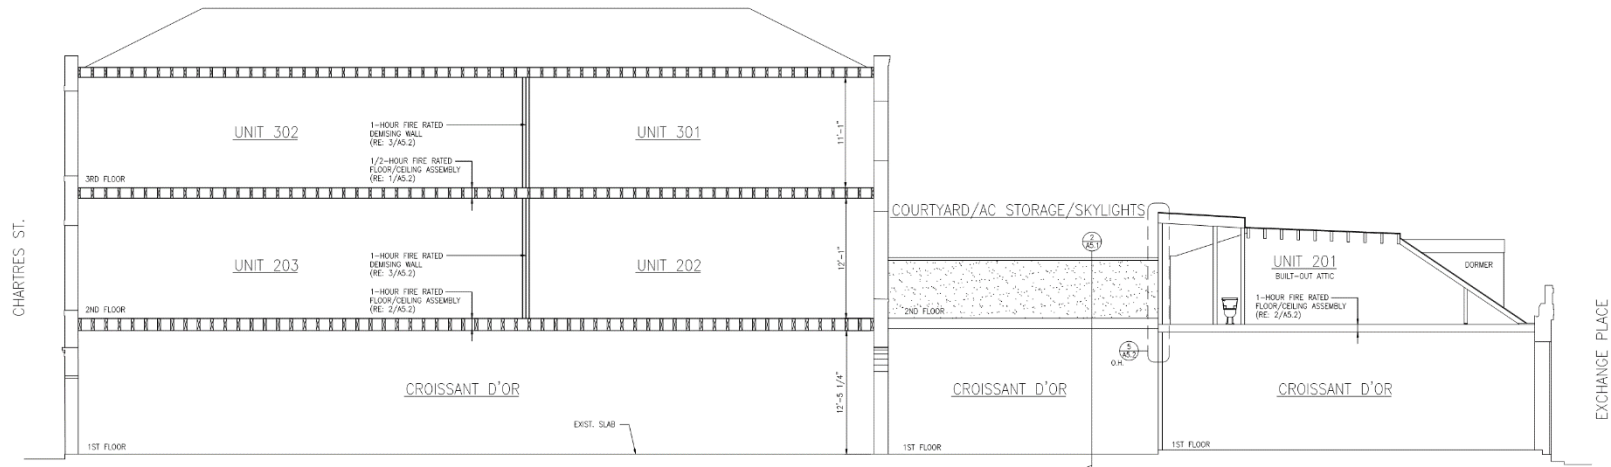 CHARTRES ST.
UNIT 302
1-HOUR FIRE RATED
DEMISING WALL
(RE: 3/A5.2)
UNIT 301
11'-1"
1/2-HOUR FIRE RATED
FLOOR/CEILING ASSEMBLY
(RE: 1/A5.2)
3RD FLOOR
UNIT 203
1-HOUR FIRE RATED
DEMISING WALL
(RE: 3/A5.2)
UNIT 202
12'-1"
1-HOUR FIRE RATED
FLOOR/CEILING ASSEMBLY
(RE: 2/A5.2)
2ND FLOOR
CROISSANT D'OR
12'-5 1/4"
EXIST. SLAB
1ST FLOOR
COURTYARD/AC STORAGE/SKYLIGHTS
2
A5.1
2ND FLOOR
5
A5.2
O.H.
CROISSANT D'OR
1ST FLOOR
UNIT 201
BUILT-OUT ATTIC
DORMER
1-HOUR FIRE RATED
FLOOR/CEILING ASSEMBLY
(RE: 2/A5.2)
CROISSANT D'OR
1ST FLOOR
EXCHANGE PLACE